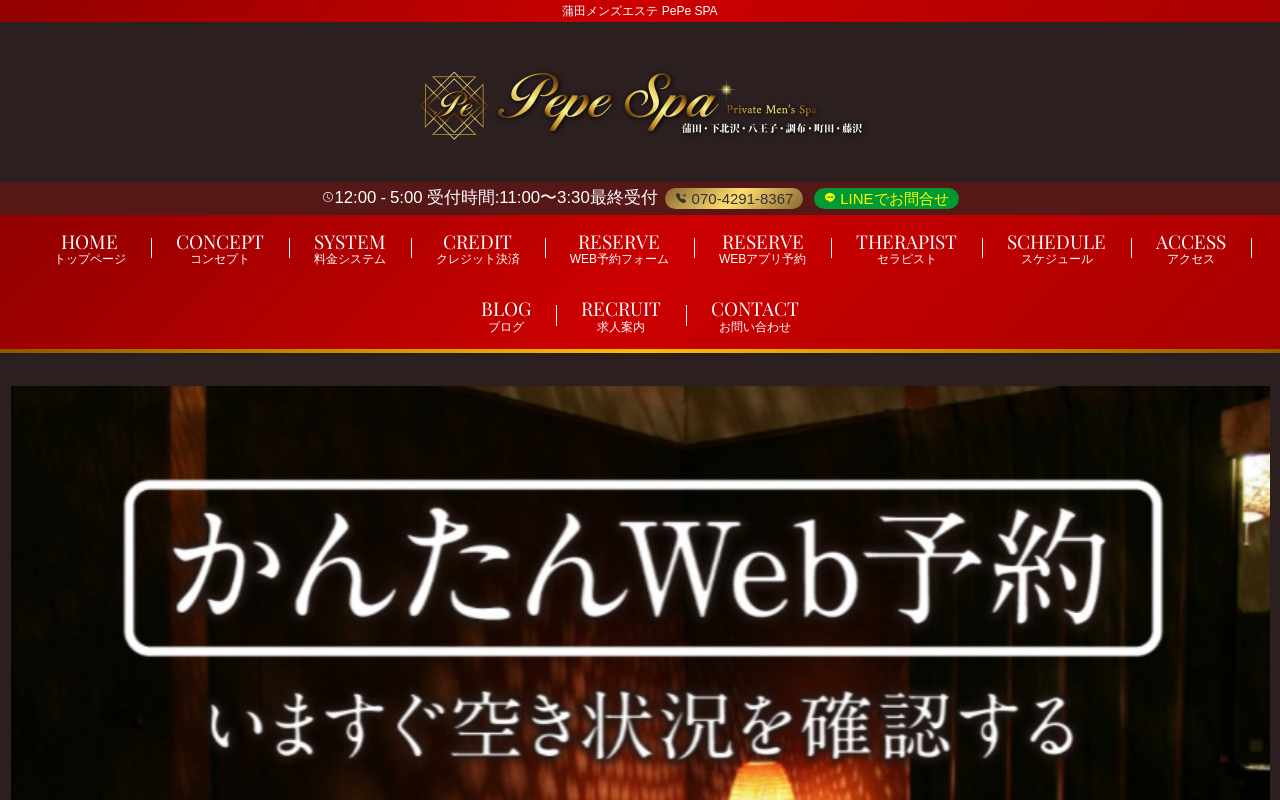 蒲田メンズエステ PePe SPA
Pe
Pepe Spa
Private Men's Spa
蒲田・下北沢・八王子・調布・町田・藤沢
12:00 - 5:00 受付時間:11:00〜3:30最終受付 070-4291-8367 LINEでお問合せ
HOME CONCEPT SYSTEM CREDIT RESERVE RESERVE THERAPIST SCHEDULE ACCESS
トップページ コンセプト 料金システム クレジット決済 WEB予約フォーム WEBアプリ予約 セラピスト スケジュール アクセス
BLOG RECRUIT CONTACT
ブログ 求人案内 お問い合わせ
かんたんWeb予約
いますぐ空き状況を確認する